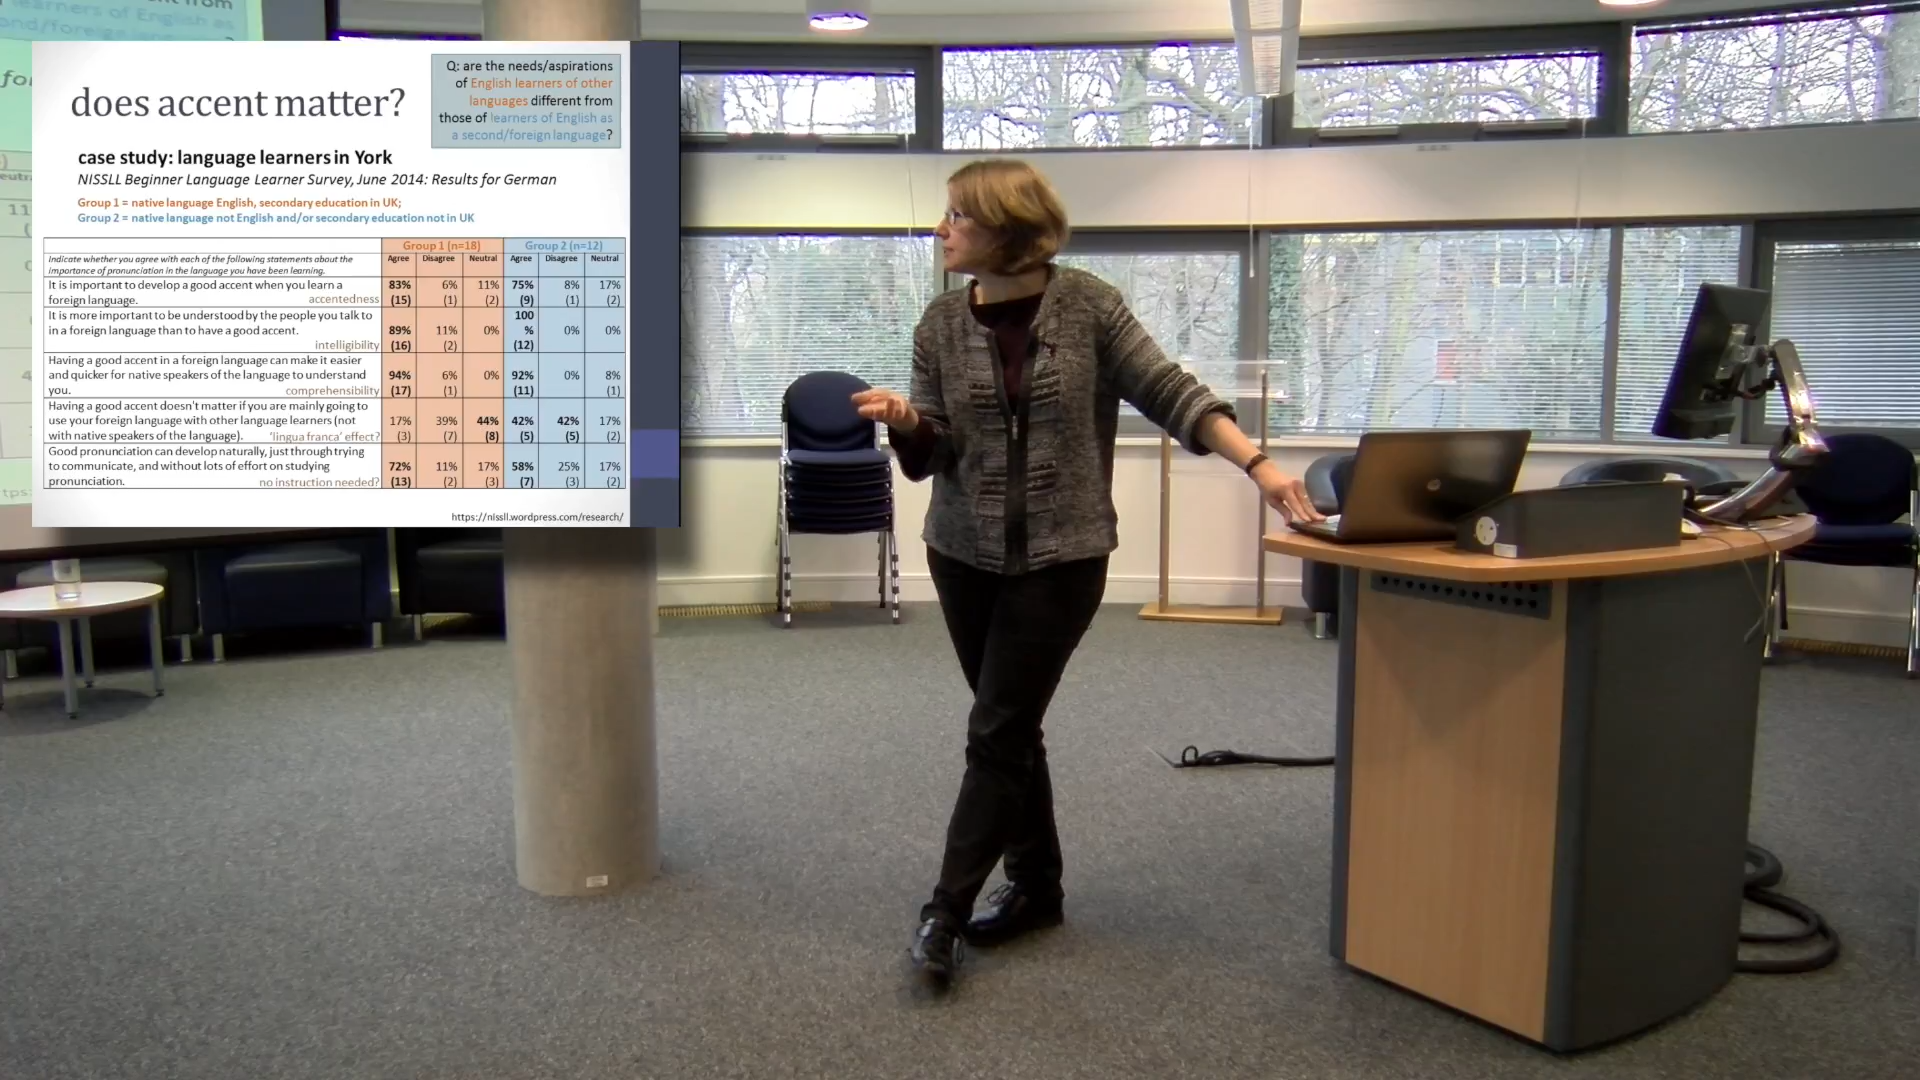 does accent matter?
Q: are the needs/aspirations
of English learners of other
languages different from
those of learners of English as
a second/foreign language?
case study: language learners in York
NISSLL Beginner Language Learner Survey, June 2014: Results for German
Group 1 = native language English, secondary education in UK;
Group 2 = native language not English and/or secondary education not in UK
Group 1 (n=18) Group 2 (n=12)
Indicate whether you agree with each of the following statements about the
importance of pronunciation in the language you have been learning.
Agree Disagree Neutral Agree Disagree Neutral
It is important to develop a good accent when you learn a
foreign language. accentedness
83% 6% 11% 75% 8% 17%
(15) (1) (2) (9) (1) (2)
It is more important to be understood by the people you talk to
in a foreign language than to have a good accent.
intelligibility
89% 11% 0% 100% 0% 0%
(16) (2) (12)
Having a good accent in a foreign language can make it easier
and quicker for native speakers of the language to understand
you. comprehensibility
94% 6% 0% 92% 0% 8%
(17) (1) (11) (1)
Having a good accent doesn't matter if you are mainly going to
use your foreign language with other language learners (not
with native speakers of the language). 'lingua franca' effect?
17% 39% 44% 42% 42% 17%
(3) (7) (8) (5) (5) (2)
Good pronunciation can develop naturally, just through trying
to communicate, and without lots of effort on studying
pronunciation. no instruction needed?
72% 11% 17% 58% 25% 17%
(13) (2) (3) (7) (3) (2)
https://nissll.wordpress.com/research/